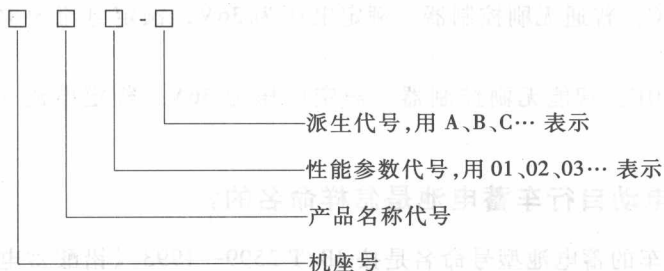 □ □ □-□
派生代号,用 A、B、C… 表示
性能参数代号,用 01、02、03… 表示
产品名称代号
机座号